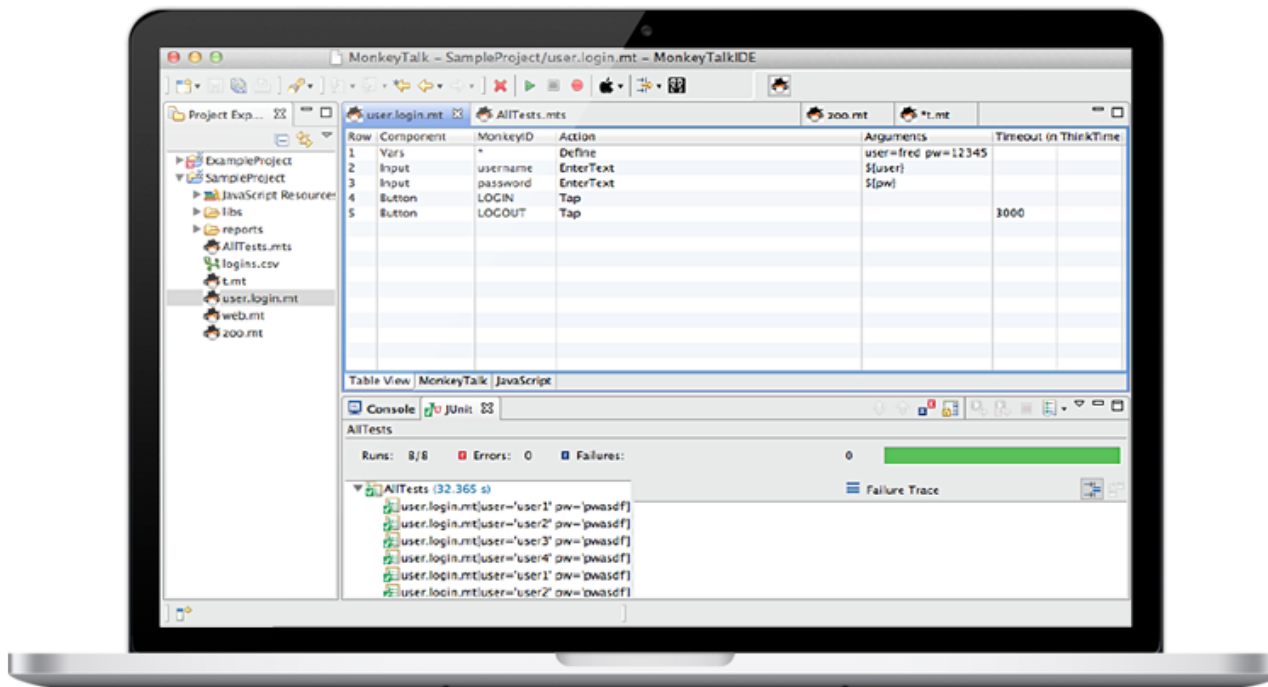 MonkeyTalk – SampleProject/user.login.mt – MonkeyTalkIDE
Project Exp...
user.login.mt
AllTests.mts
zoo.mt
*t.mt
ExampleProject
SampleProject
JavaScript Resources
libs
reports
AllTests.mts
logins.csv
t.mt
user.login.mt
web.mt
zoo.mt
Row Component MonkeyID Action Arguments Timeout (n ThinkTime
1 Vars * Define user=fred pw=12345
2 Input username EnterText ${user}
3 Input password EnterText ${pw}
4 Button LOGIN Tap
5 Button LOGOUT Tap 3000
Table View MonkeyTalk JavaScript
Console JUnit
AllTests
Runs: 8/8 Errors: 0 Failures: 0
AllTests (32.365 s)
Failure Trace
user.login.mt[user='user1' pw='pwasdf']
user.login.mt[user='user2' pw='pwasdf']
user.login.mt[user='user3' pw='pwasdf']
user.login.mt[user='user4' pw='pwasdf']
user.login.mt[user='user1' pw='pwasdf']
user.login.mt[user='user2' pw='pwasdf']